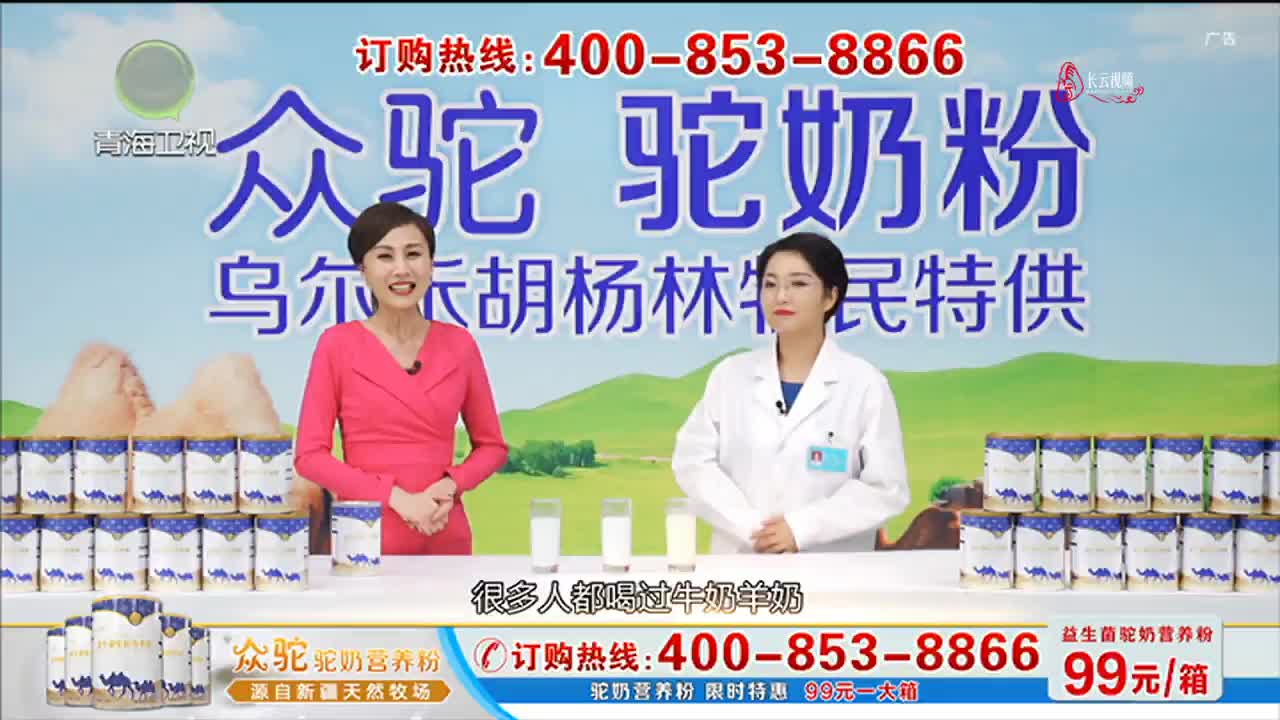 订购热线:400-853-8866
广告
长云视频
青海卫视
众驼 驼奶粉
乌尔禾胡杨林牧民特供
很多人都喝过牛奶羊奶
众驼 驼奶营养粉
源自新疆天然牧场
订购热线:400-853-8866
驼奶营养粉 限时特惠 99元一大箱
益生菌驼奶营养粉
99元/箱